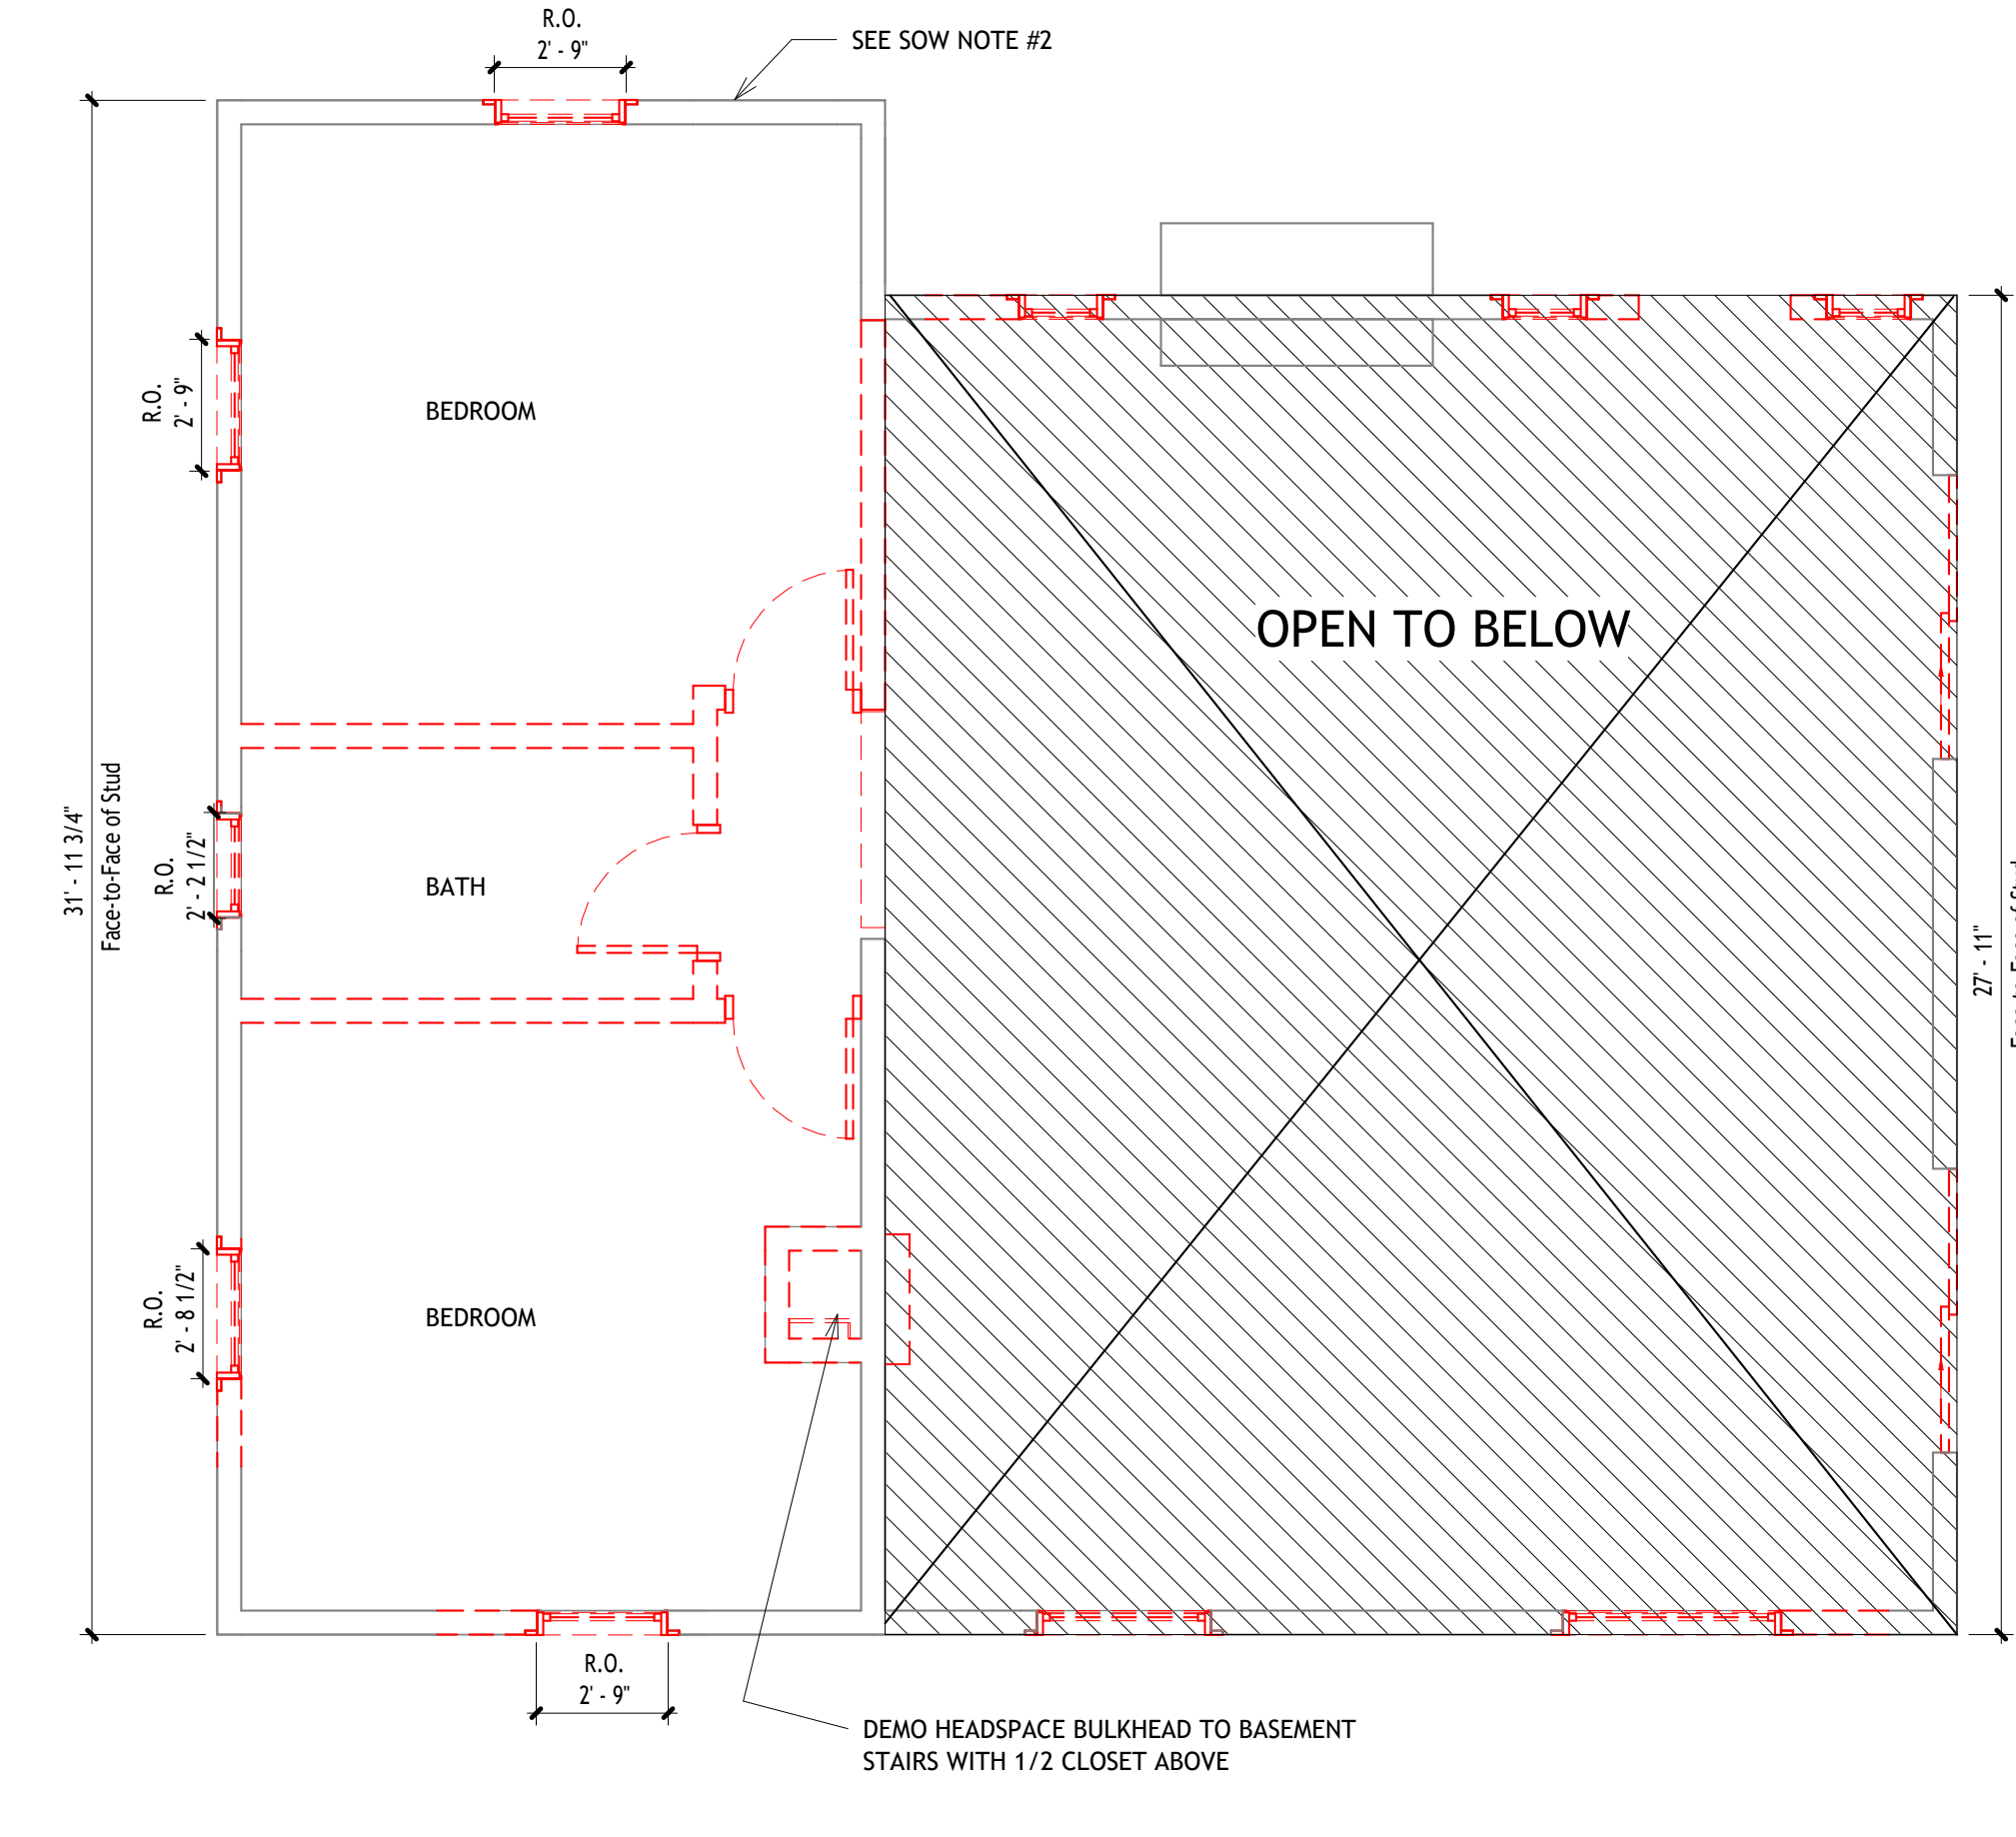 R.O.
2' - 9"
SEE SOW NOTE #2
R.O.
2' - 9"
BEDROOM
OPEN TO BELOW
31' - 11 3/4"
Face-to-Face of Stud
R.O.
2' - 2 1/2"
BATH
27' - 11"
R.O.
2' - 8 1/2"
BEDROOM
R.O.
2' - 9"
DEMO HEADSPACE BULKHEAD TO BASEMENT
STAIRS WITH 1/2 CLOSET ABOVE